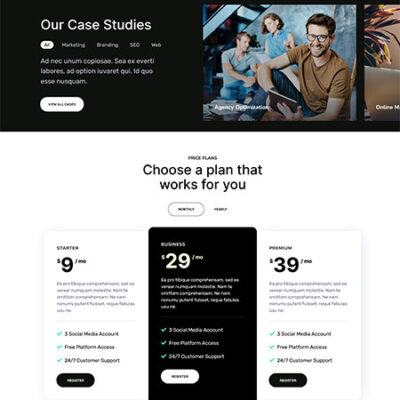 Our Case Studies
All Marketing Branding SEO Web
Ad nec unum copiosae. Sea ex everti
labores, ad option iuvaret qui. Id quo
esse nusquam.
VIEW ALL CASES
Agency Optimization
Online M
PRICE PLANS
Choose a plan that
works for you
MONTHLY YEARLY
STARTER
$9/mo
Ea pro tibique comprehensam, sed ea
verear numquam molestie. Nam te
omittam comprehensam. Ne nam
nonumy putent fuisset, reque fabulas
usu ne.
3 Social Media Account
Free Platform Access
24/7 Customer Support
REGISTER
BUSINESS
$29/mo
Ea pro tibique comprehensam, sed ea
verear numquam molestie. Nam te
omittam comprehensam. Ne nam
nonumy putent fuisset, reque fabulas
usu ne.
3 Social Media Account
Free Platform Access
24/7 Customer Support
REGISTER
PREMIUM
$39/mo
Ea pro tibique comprehensam, sed ea
verear numquam molestie. Nam te
omittam comprehensam. Ne nam
nonumy putent fuisset, reque fabulas
usu ne.
3 Social Media Account
Free Platform Access
24/7 Customer Support
REGISTER